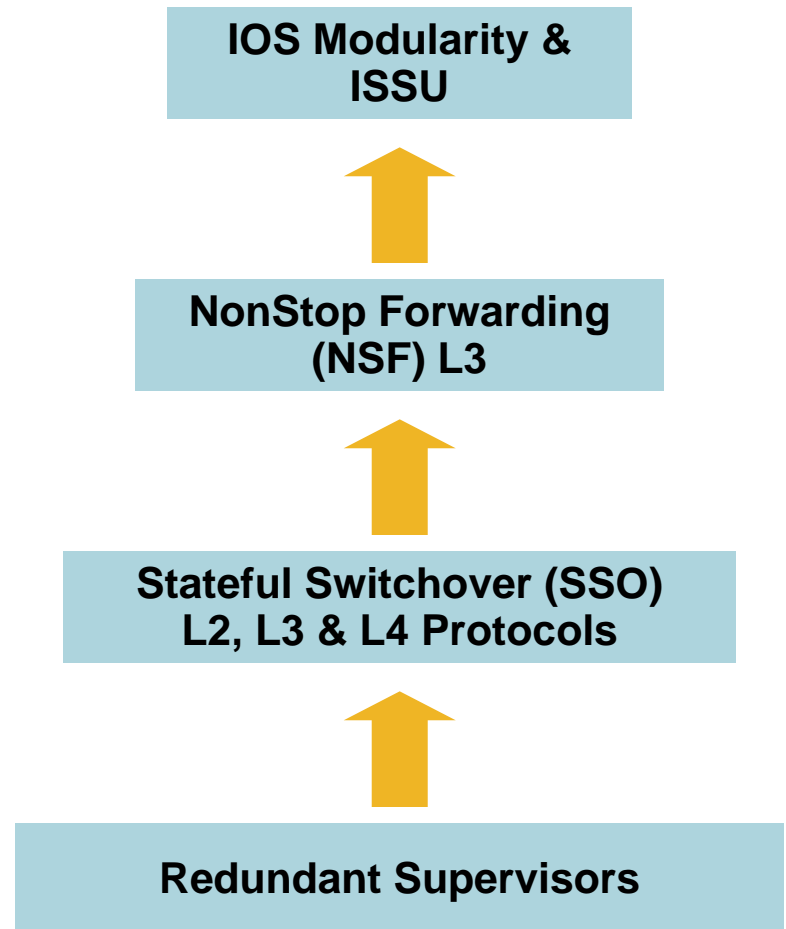 IOS Modularity &
ISSU
NonStop Forwarding
(NSF) L3
Stateful Switchover (SSO)
L2, L3 & L4 Protocols
Redundant Supervisors